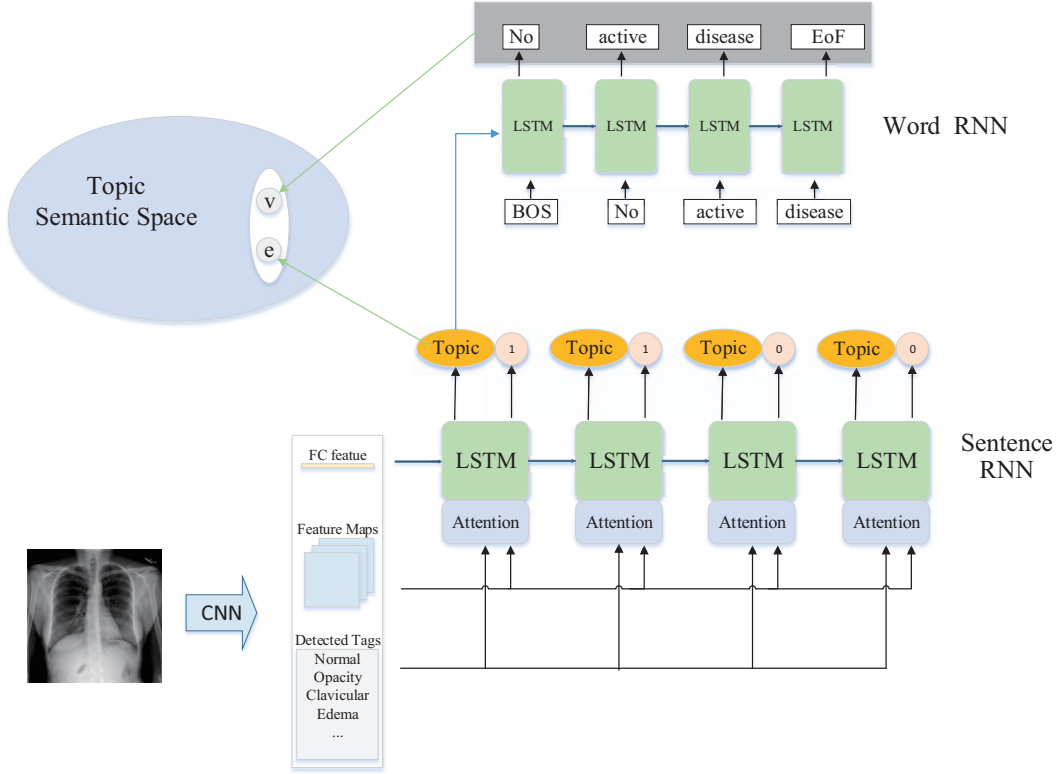 No active disease EoF
LSTM LSTM LSTM LSTM
Word RNN
BOS No active disease
Topic
Semantic Space
v
e
Topic 1 Topic 1 Topic 0 Topic 0
FC featue
LSTM LSTM LSTM LSTM
Sentence
RNN
Attention Attention Attention Attention
Feature Maps
CNN
Detected Tags
Normal
Opacity
Clavicular
Edema
...